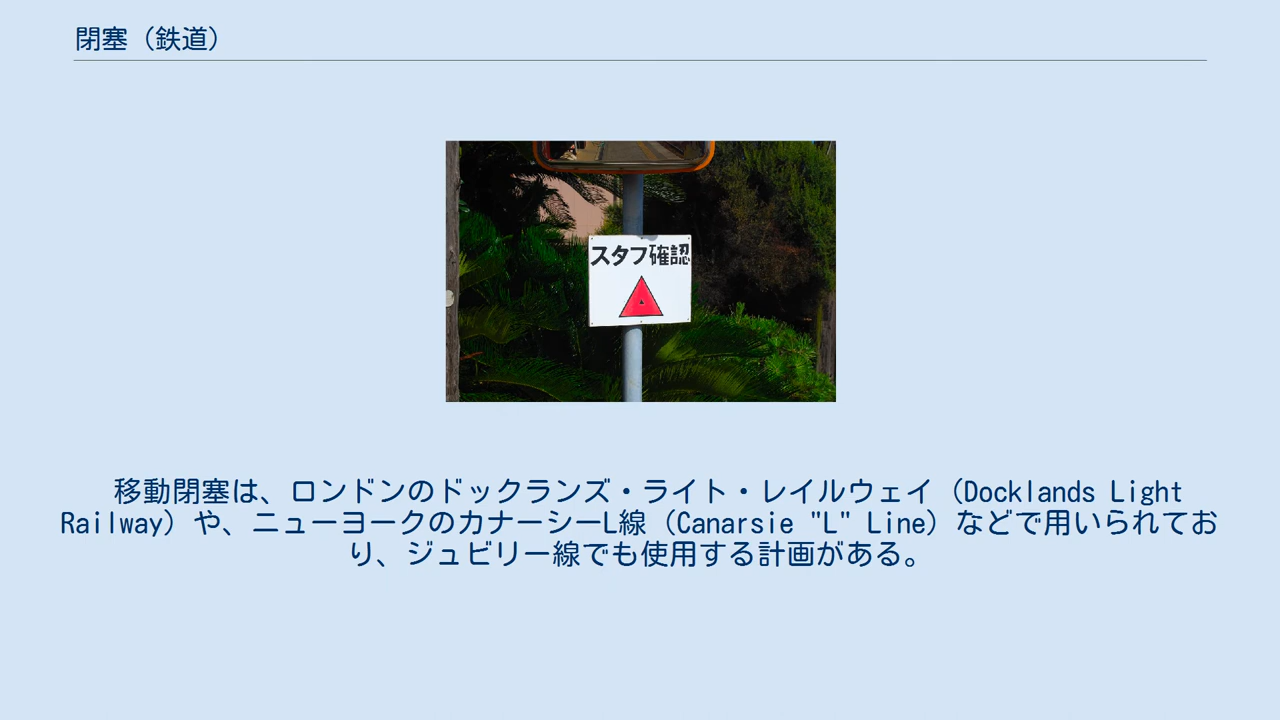 閉塞（鉄道）
スタフ確認
移動閉塞は、ロンドンのドックランズ・ライト・レイルウェイ（Docklands Light
Railway）や、ニューヨークのカナーシーL線（Canarsie "L" Line）などで用いられてお
り、ジュビリー線でも使用する計画がある。